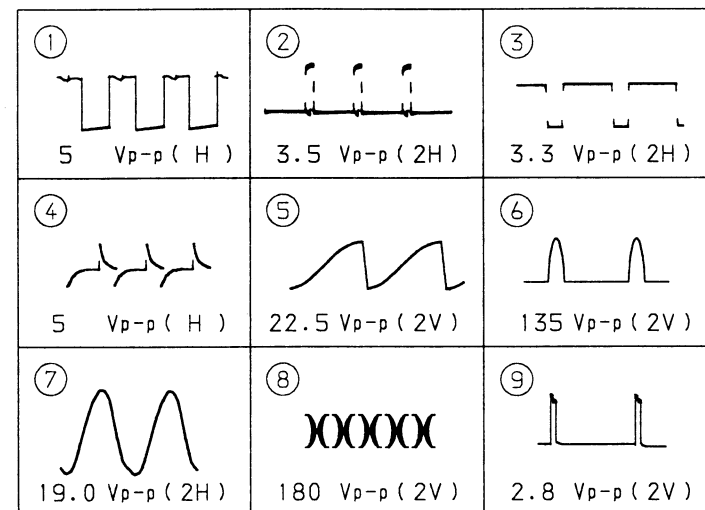 ① ② ③
5 Vp-p ( H ) 3.5 Vp-p ( 2H ) 3.3 Vp-p ( 2H )
④ ⑤ ⑥
5 Vp-p ( H ) 22.5 Vp-p ( 2V ) 135 Vp-p ( 2V )
⑦ ⑧ ⑨
19.0 Vp-p ( 2H ) 180 Vp-p ( 2V ) 2.8 Vp-p ( 2V )